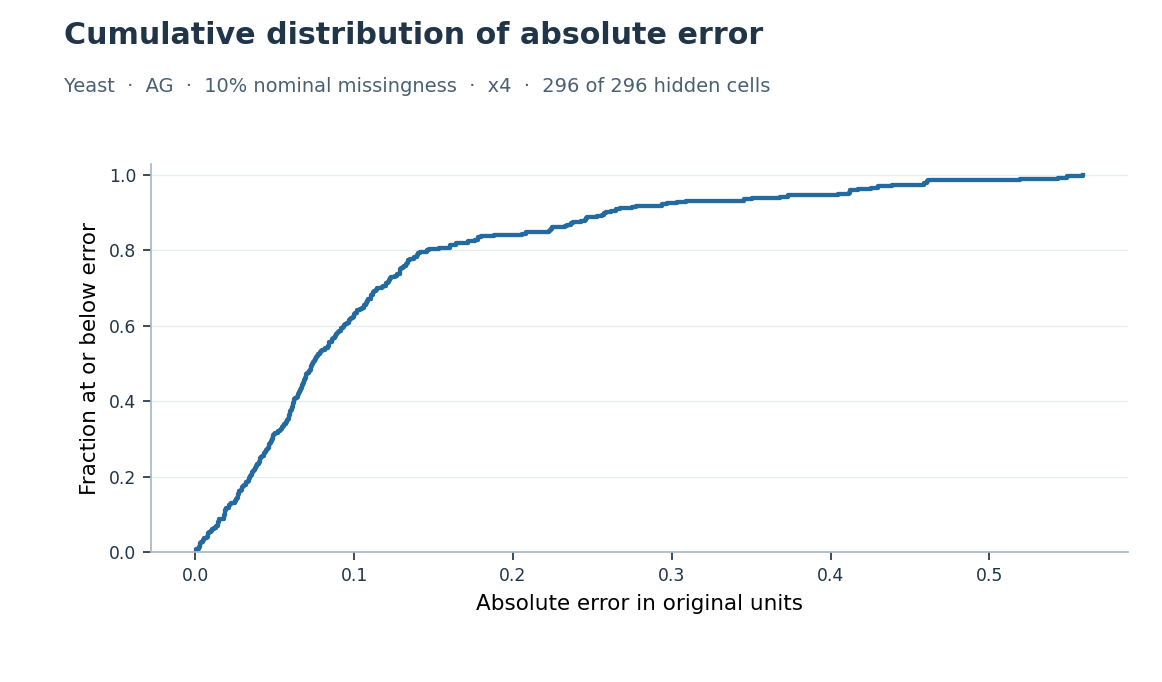 Cumulative distribution of absolute error
Yeast · AG · 10% nominal missingness · x4 · 296 of 296 hidden cells
Fraction at or below error
1.0
0.8
0.6
0.4
0.2
0.0
0.0 0.1 0.2 0.3 0.4 0.5
Absolute error in original units